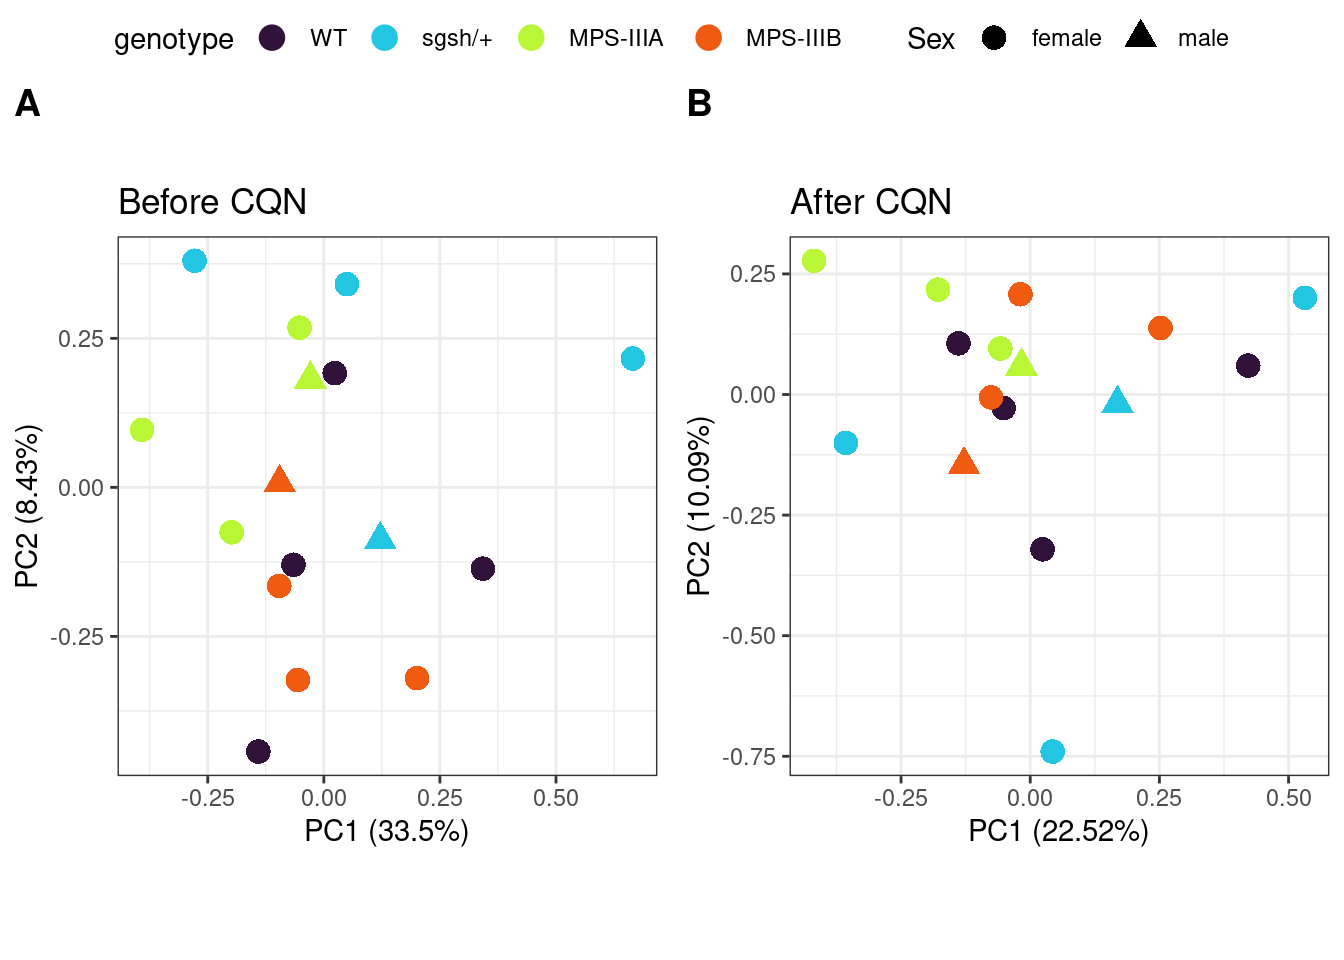 genotype WT sgsh/+ MPS-IIIA MPS-IIIB Sex female male
A
B
Before CQN
0.25
0.00
-0.25
PC2 (8.43%)
-0.25 0.00 0.25 0.50
PC1 (33.5%)
After CQN
0.25
0.00
-0.25
-0.50
-0.75
PC2 (10.09%)
-0.25 0.00 0.25 0.50
PC1 (22.52%)